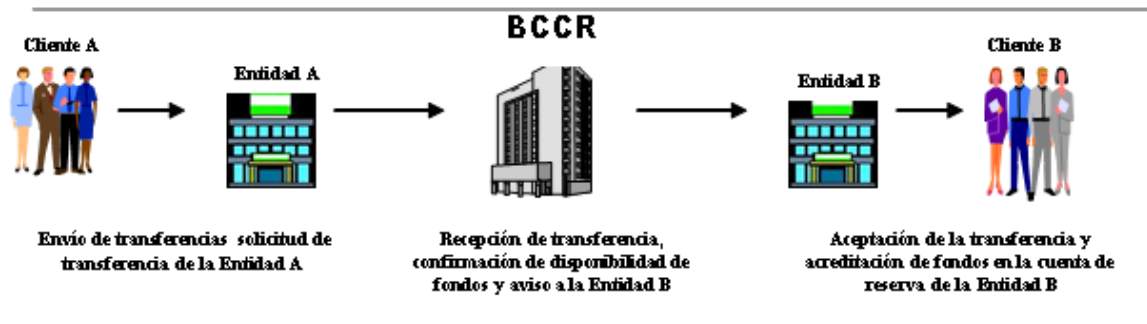 BCCR
Cliente A
Cliente B
Entidad A
Entidad B
Envío de transferencias solicitud de
transferencia de la Entidad A
Recepción de transferencia,
confirmación de disponibilidad de
fondos y aviso a la Entidad B
Aceptación de la transferencia y
acreditación de fondos en la cuenta de
reserva de la Entidad B